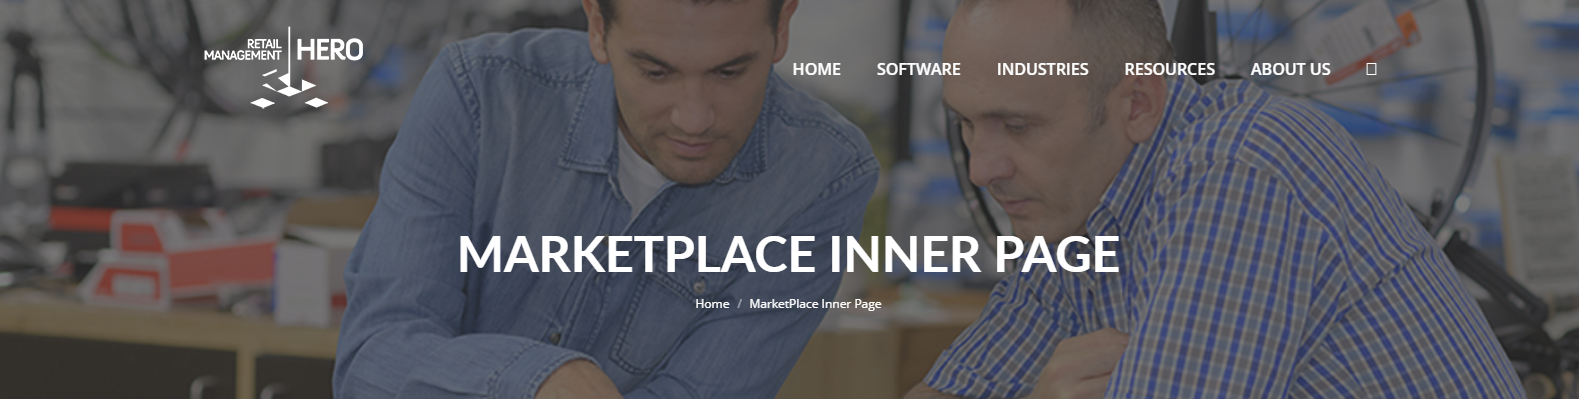 RETAIL
MANAGEMENT HERO
HOME SOFTWARE INDUSTRIES RESOURCES ABOUT US
MARKETPLACE INNER PAGE
Home / MarketPlace Inner Page